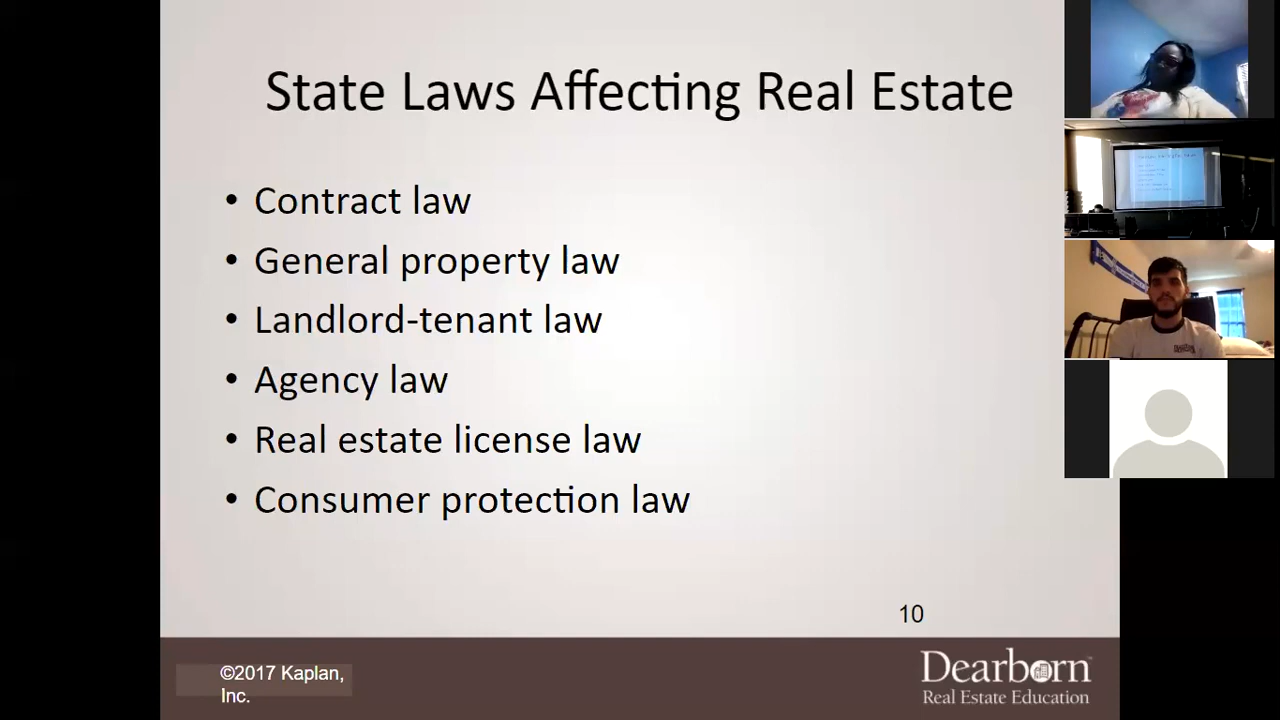 State Laws Affecting Real Estate
• Contract law
• General property law
• Landlord-tenant law
• Agency law
• Real estate license law
• Consumer protection law
10
©2017 Kaplan,
Inc.
Dearborn
Real Estate Education